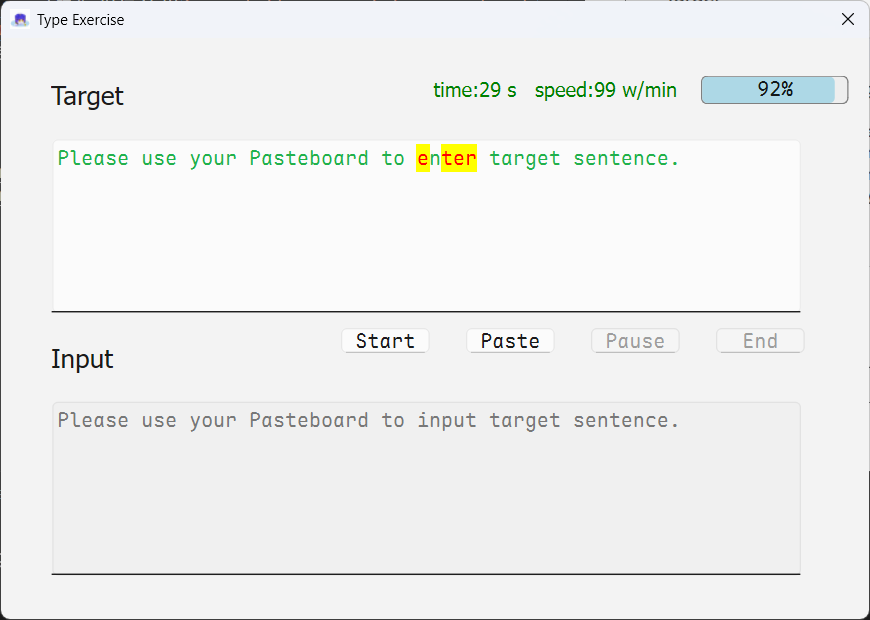 Type Exercise
Target
time:29 s speed:99 w/min 92%
Please use your Pasteboard to enter target sentence.
Start Paste Pause End
Input
Please use your Pasteboard to input target sentence.